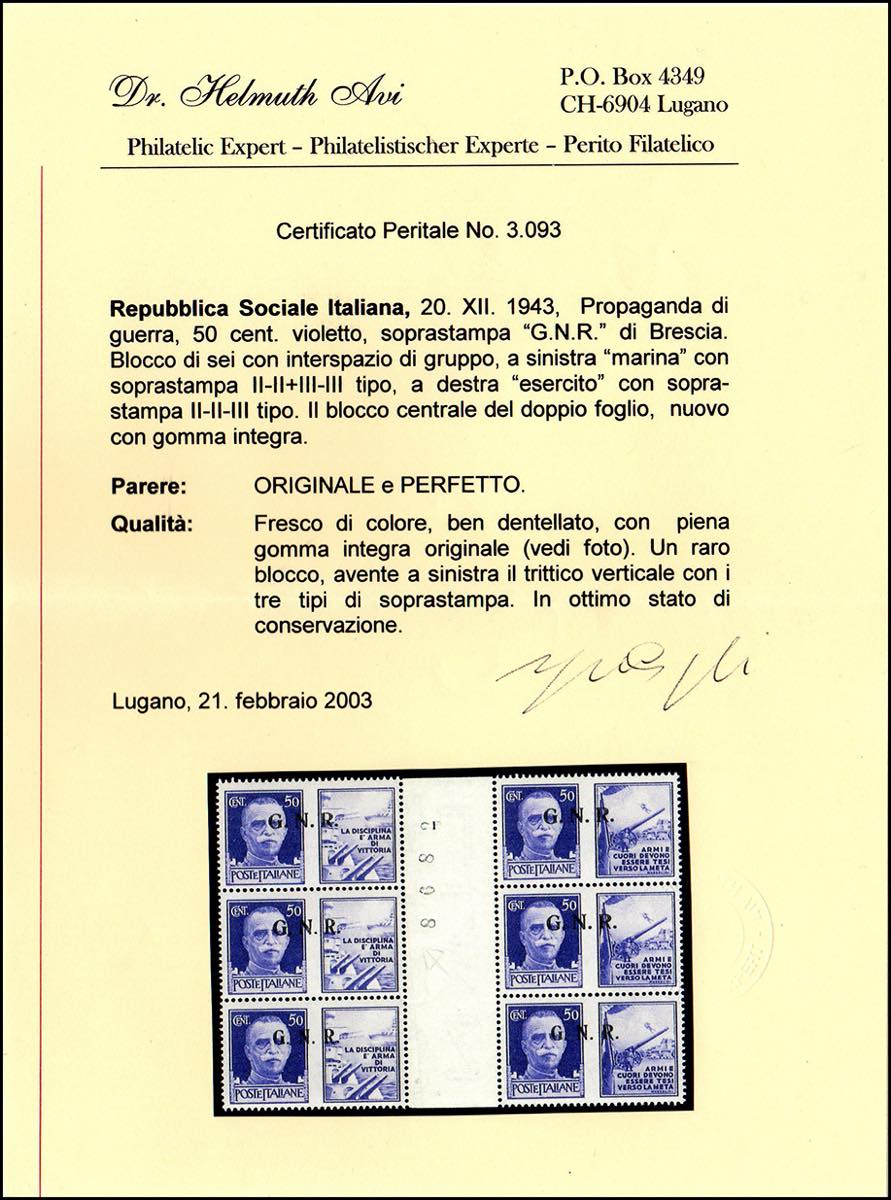 Dr. Helmuth Avi
P.O. Box 4349
CH-6904 Lugano
Philatelic Expert – Philatelistischer Experte – Perito Filatelico
Certificato Peritale No. 3.093
Repubblica Sociale Italiana, 20. XII. 1943, Propaganda di
guerra, 50 cent. violetto, soprastampa “G.N.R.” di Brescia.
Blocco di sei con interspazio di gruppo, a sinistra “marina” con
soprastampa II-II+III-III tipo, a destra “esercito” con sopra-
stampa II-II-III tipo. Il blocco centrale del doppio foglio, nuovo
con gomma integra.
Parere: ORIGINALE e PERFETTO.
Qualità: Fresco di colore, ben dentellato, con piena
gomma integra originale (vedi foto). Un raro
blocco, avente a sinistra il trittico verticale con i
tre tipi di soprastampa. In ottimo stato di
conservazione.
Lugano, 21. febbraio 2003
CENT. 50
G.N.R.
POSTE ITALIANE
LA DISCIPLINA
E' ARMA
DI
VITTORIA
CENT. 50
G.N.R.
POSTE ITALIANE
ARMI E
CUORI DEVONO
ESSERE TESI
VERSO LA META
MUSSOLINI
CENT. 50
G.N.R.
POSTE ITALIANE
LA DISCIPLINA
E' ARMA
DI
VITTORIA
CENT. 50
G.N.R.
POSTE ITALIANE
ARMI E
CUORI DEVONO
ESSERE TESI
VERSO LA META
MUSSOLINI
CENT. 50
G.N.R.
POSTE ITALIANE
LA DISCIPLINA
E' ARMA
DI
VITTORIA
CENT. 50
G.N.R.
POSTE ITALIANE
ARMI E
CUORI DEVONO
ESSERE TESI
VERSO LA META
MUSSOLINI